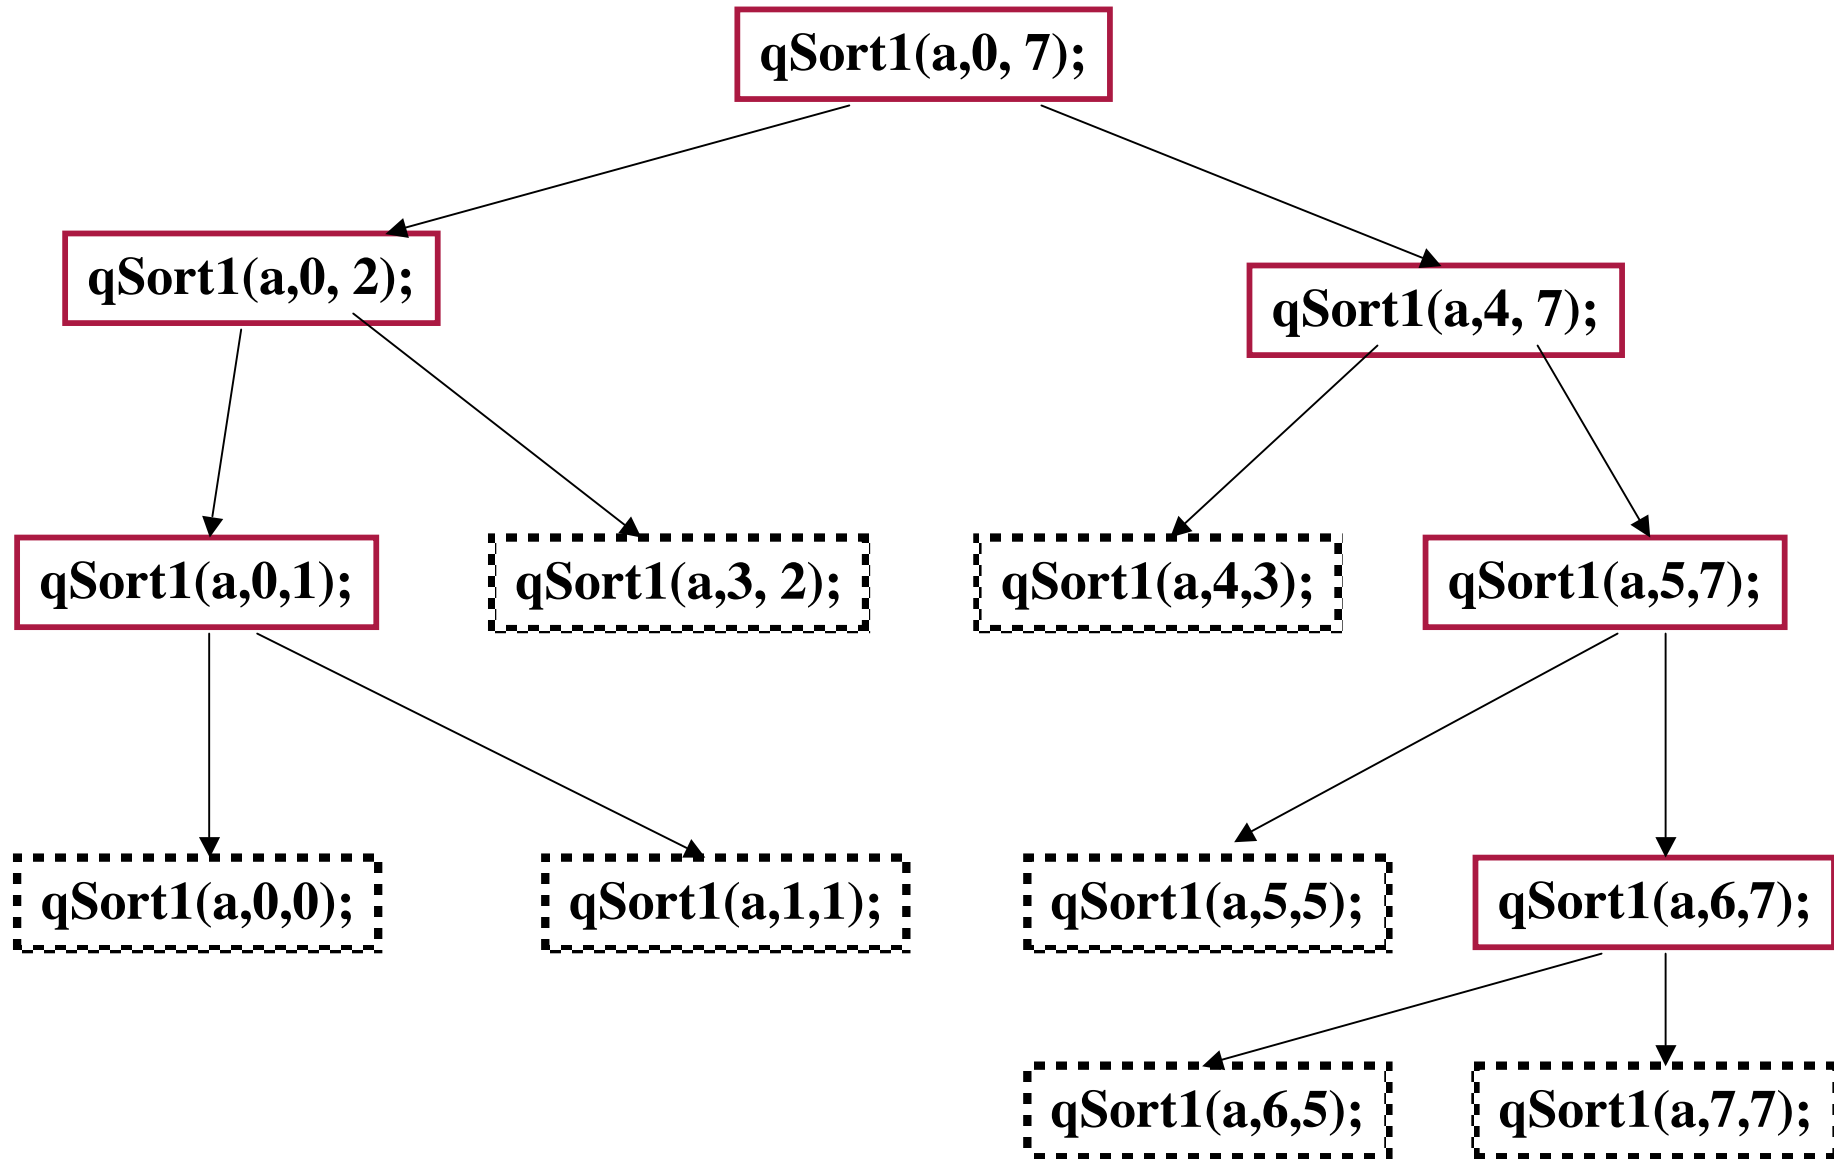 qSort1(a,0, 7);
qSort1(a,0, 2);
qSort1(a,4, 7);
qSort1(a,0,1);
qSort1(a,3, 2);
qSort1(a,4,3);
qSort1(a,5,7);
qSort1(a,0,0);
qSort1(a,1,1);
qSort1(a,5,5);
qSort1(a,6,7);
qSort1(a,6,5);
qSort1(a,7,7);